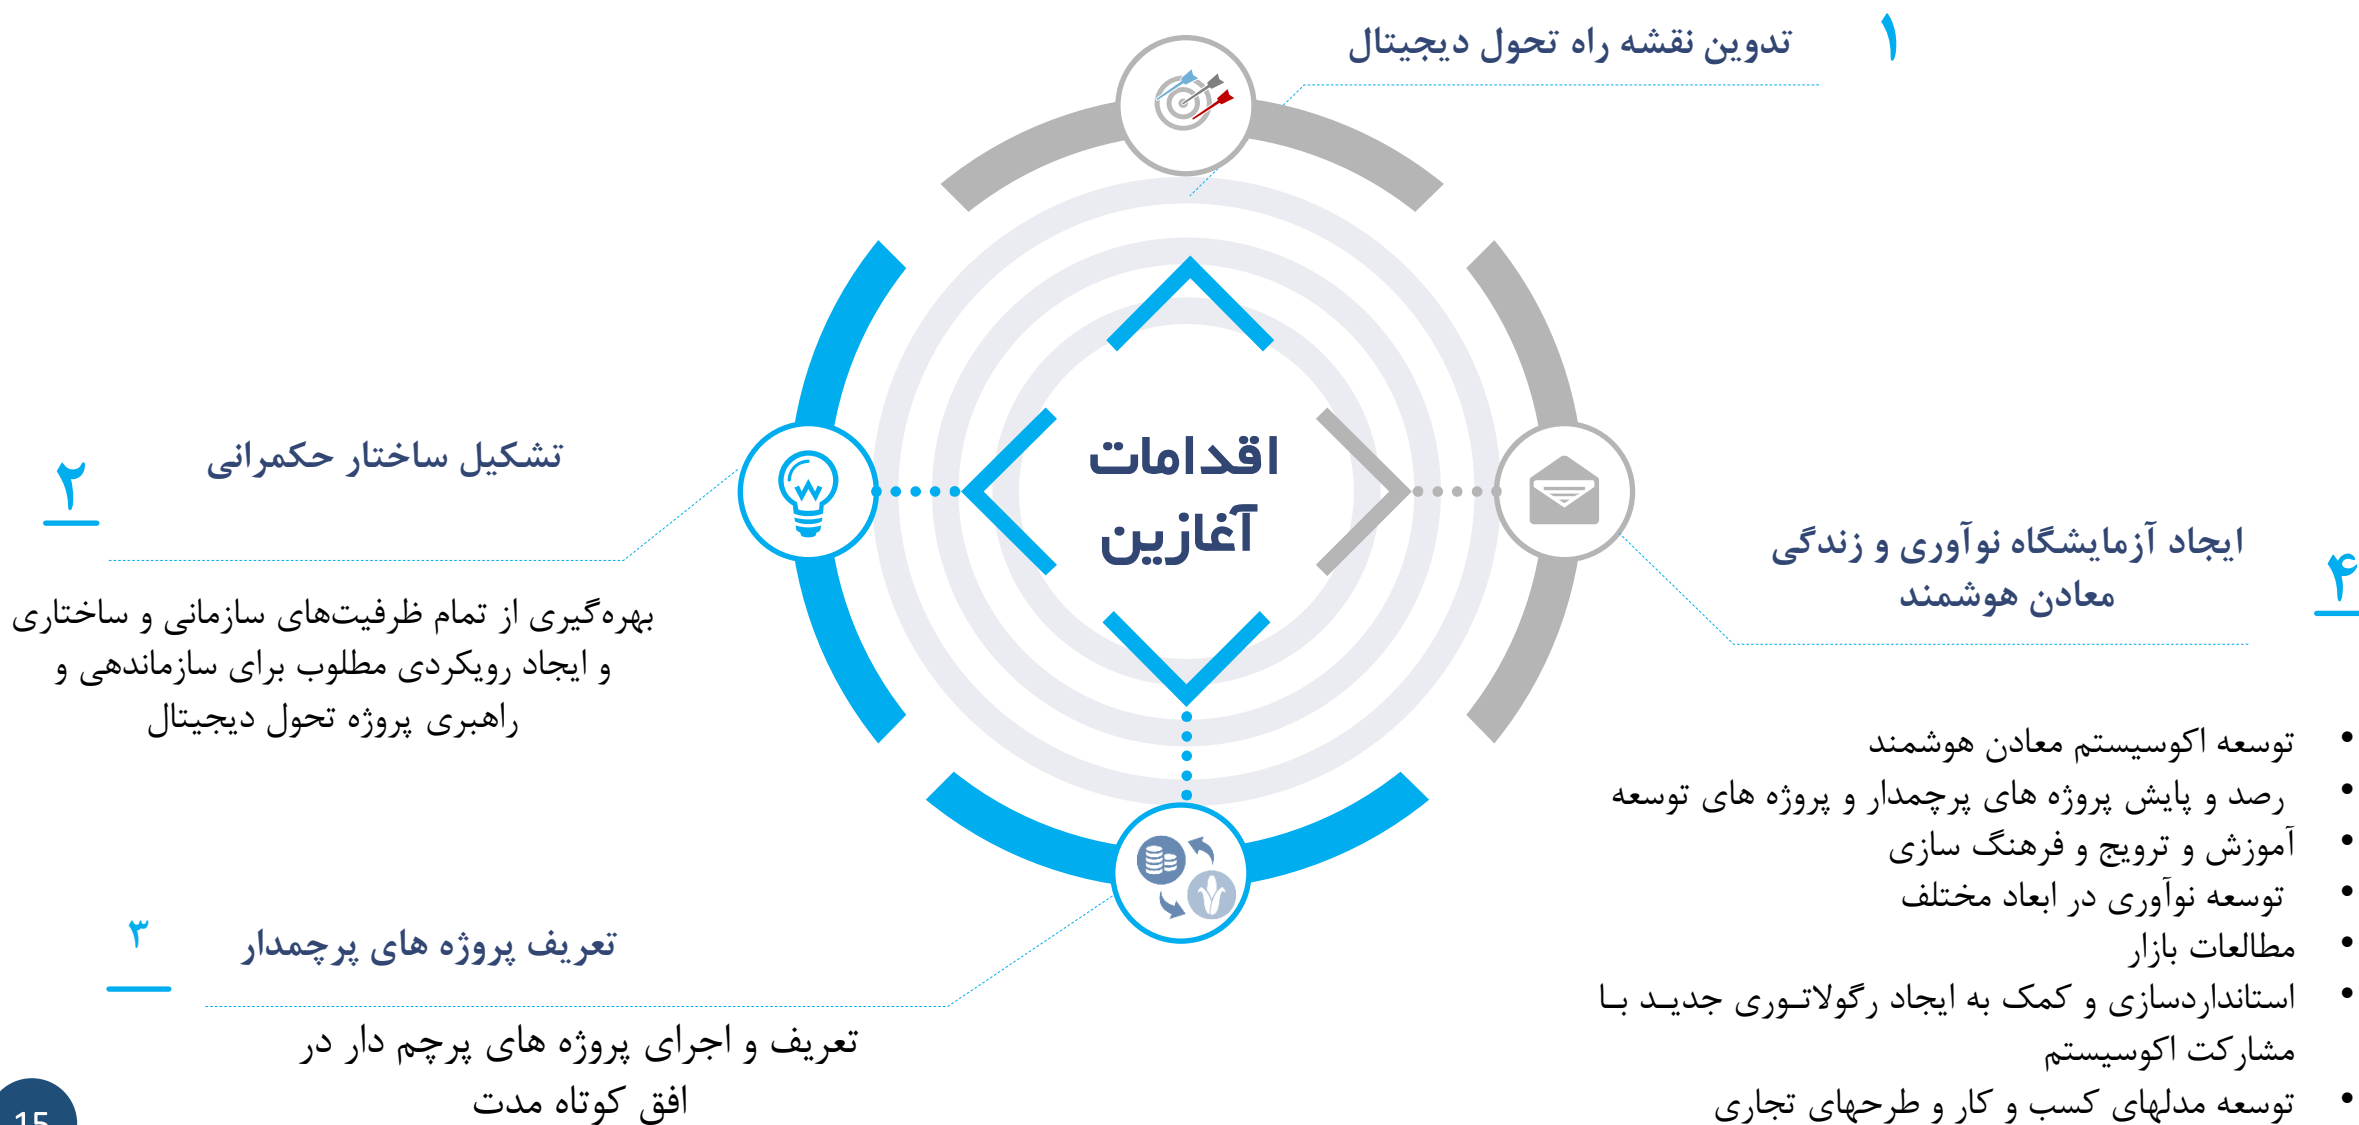 ۱
تدوین نقشه راه تحول دیجیتال
اقدامات
آغازین
۲
تشکیل ساختار حکمرانی
بهره‌گیری از تمام ظرفیت‌های سازمانی و ساختاری
و ایجاد رویکردی مطلوب برای سازماندهی و
راهبری پروژه تحول دیجیتال
۳
تعریف پروژه های پرچمدار
تعریف و اجرای پروژه های پرچم دار در
افق کوتاه مدت
۴
ایجاد آزمایشگاه نوآوری و زندگی
معادن هوشمند
• توسعه اکوسیستم معادن هوشمند
• رصد و پایش پروژه های پرچمدار و پروژه های توسعه
• آموزش و ترویج و فرهنگ سازی
• توسعه نوآوری در ابعاد مختلف
• مطالعات بازار
• استانداردسازی و کمک به ایجاد رگولاتوری جدید با
مشارکت اکوسیستم
• توسعه مدلهای کسب و کار و طرحهای تجاری
15